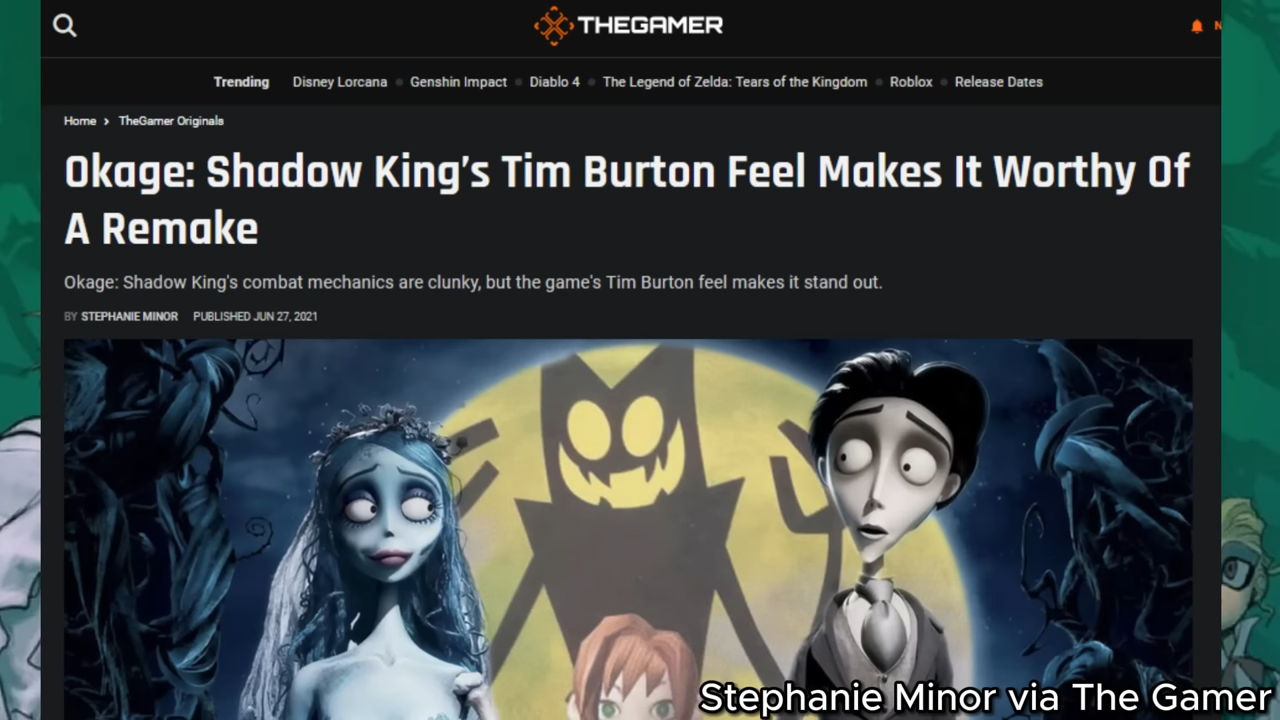 THEGAMER
N
Trending Disney Lorcana Genshin Impact Diablo 4 The Legend of Zelda: Tears of the Kingdom Roblox Release Dates
Home > TheGamer Originals
Okage: Shadow King’s Tim Burton Feel Makes It Worthy Of
A Remake
Okage: Shadow King's combat mechanics are clunky, but the game's Tim Burton feel makes it stand out.
BY STEPHANIE MINOR PUBLISHED JUN 27, 2021
Stephanie Minor via The Gamer